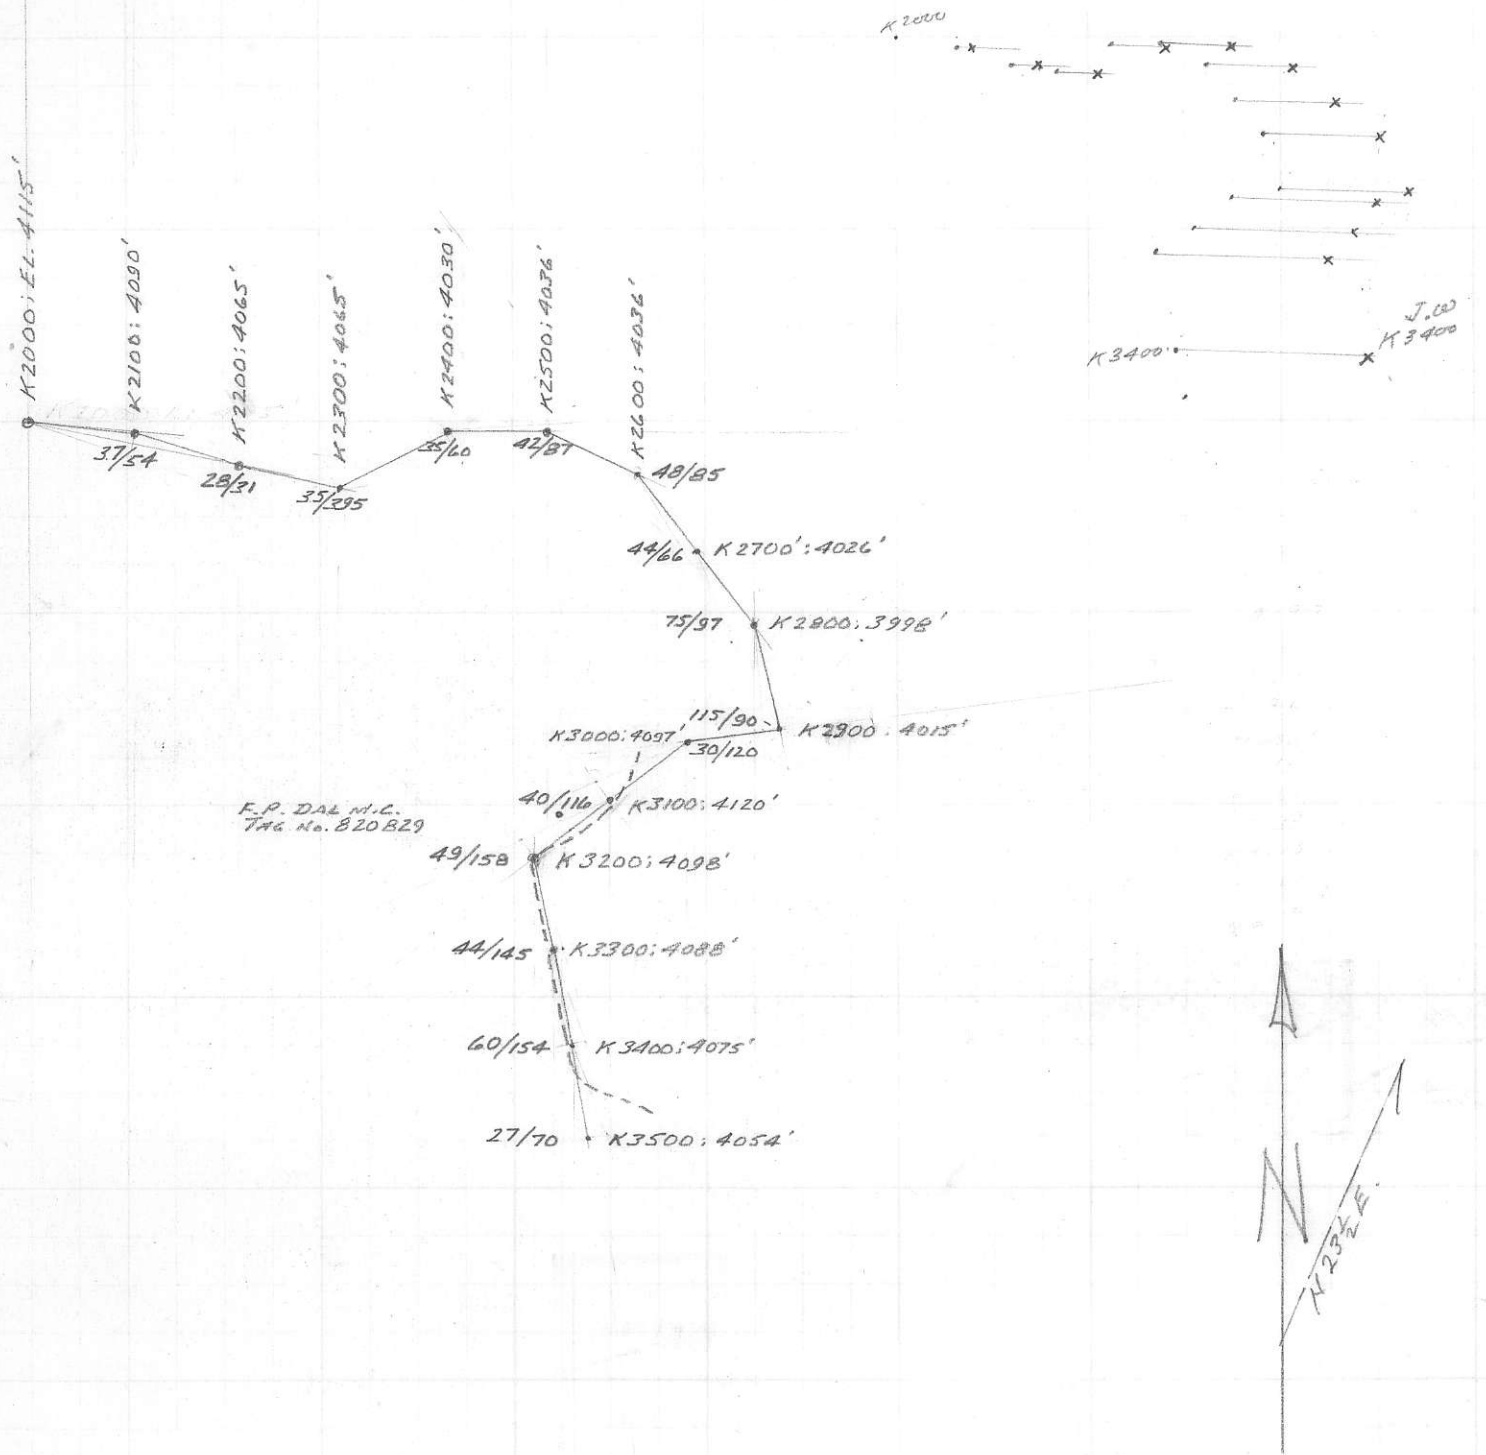 K2000
J.W
K3400
K3400
K2000; EL. 4115'
K2100: 4090'
K2200: 4065'
K2300: 4065'
K2400: 4030'
K2500: 4036'
K2600: 4036'
37/54
28/31
35/395
35/60
42/87
48/85
44/66 K2700': 4026'
75/97 K2800: 3998'
115/90 K2900: 4015'
K3000: 4097'
30/120
40/116 K3100: 4120'
F.P. DAL M.C.
TAG No. 820829
49/158 K3200; 4098'
44/145 K3300: 4088'
60/154 K3400: 4075'
27/70 K3500: 4054'
N
N 23½ E.